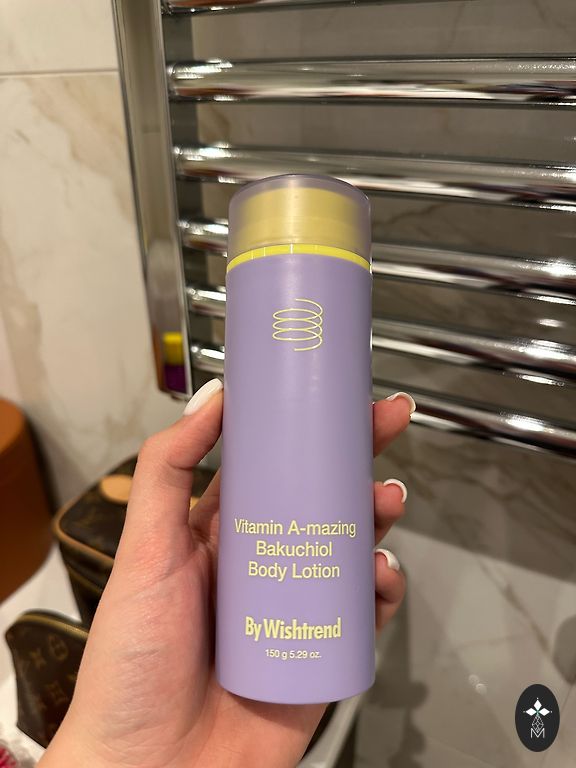 Vitamin A-mazing
Bakuchiol
Body Lotion
By Wishtrend
150 g 5.29 oz.
M